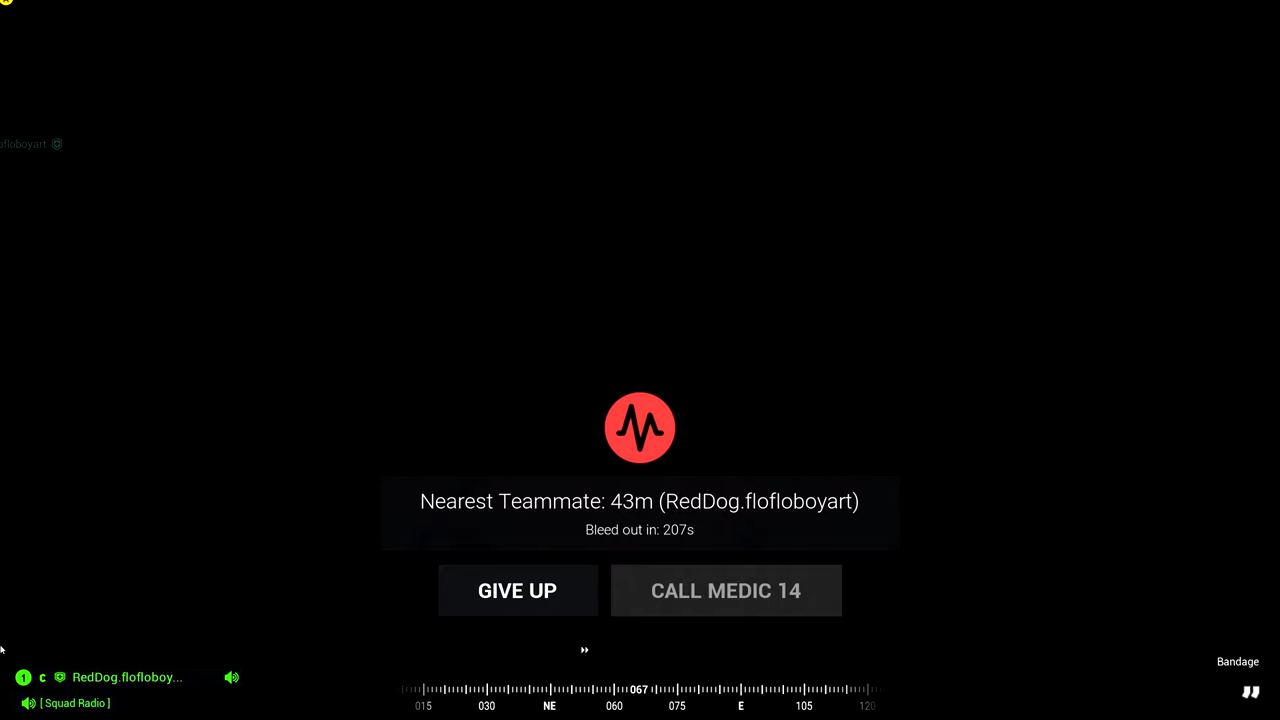 ofloboyart
Nearest Teammate: 43m (RedDog.flofloboyart)
Bleed out in: 207s
GIVE UP
CALL MEDIC 14
Bandage
1 C RedDog.flofloboy...
[ Squad Radio ]
067
015 030 NE 060 075 E 105 120